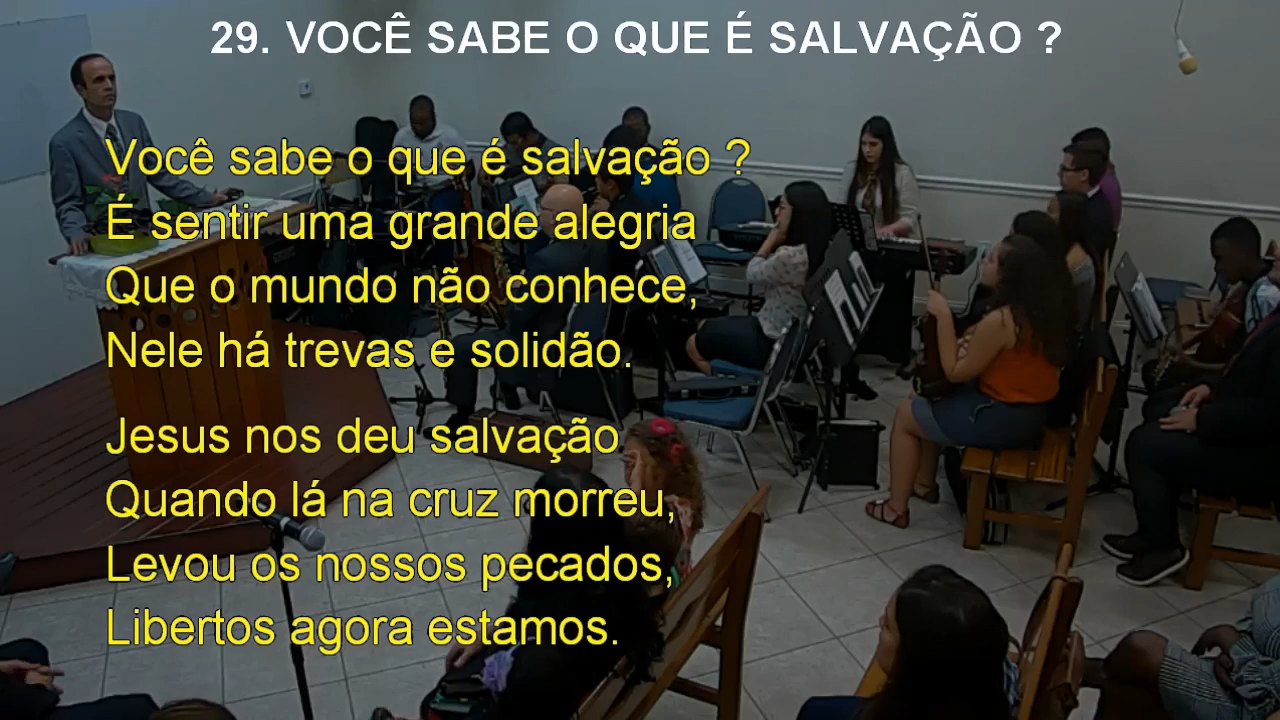 29. VOCÊ SABE O QUE É SALVAÇÃO ?
Você sabe o que é salvação ?
É sentir uma grande alegria
Que o mundo não conhece,
Nele há trevas e solidão.
Jesus nos deu salvação
Quando lá na cruz morreu,
Levou os nossos pecados,
Libertos agora estamos.